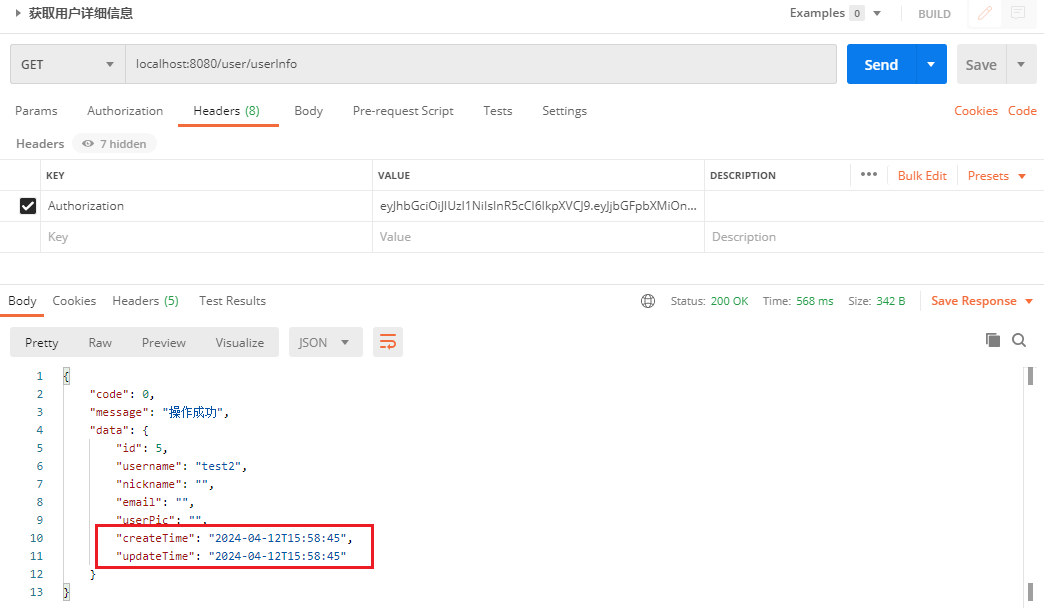 获取用户详细信息 Examples 0 BUILD
GET localhost:8080/user/userInfo Send Save
Params Authorization Headers (8) Body Pre-request Script Tests Settings Cookies Code
Headers 7 hidden
KEY VALUE DESCRIPTION ••• Bulk Edit Presets
Authorization eyJhbGciOiJIUzI1NiIsInR5cCI6IkpXVCJ9.eyJjbGFpbXMiOn...
Key Value Description
Body Cookies Headers (5) Test Results Status: 200 OK Time: 568 ms Size: 342 B Save Response
Pretty Raw Preview Visualize JSON
1 {
2 "code": 0,
3 "message": "操作成功",
4 "data": {
5 "id": 5,
6 "username": "test2",
7 "nickname": "",
8 "email": "",
9 "userPic": "",
10 "createTime": "2024-04-12T15:58:45",
11 "updateTime": "2024-04-12T15:58:45"
12 }
13 }